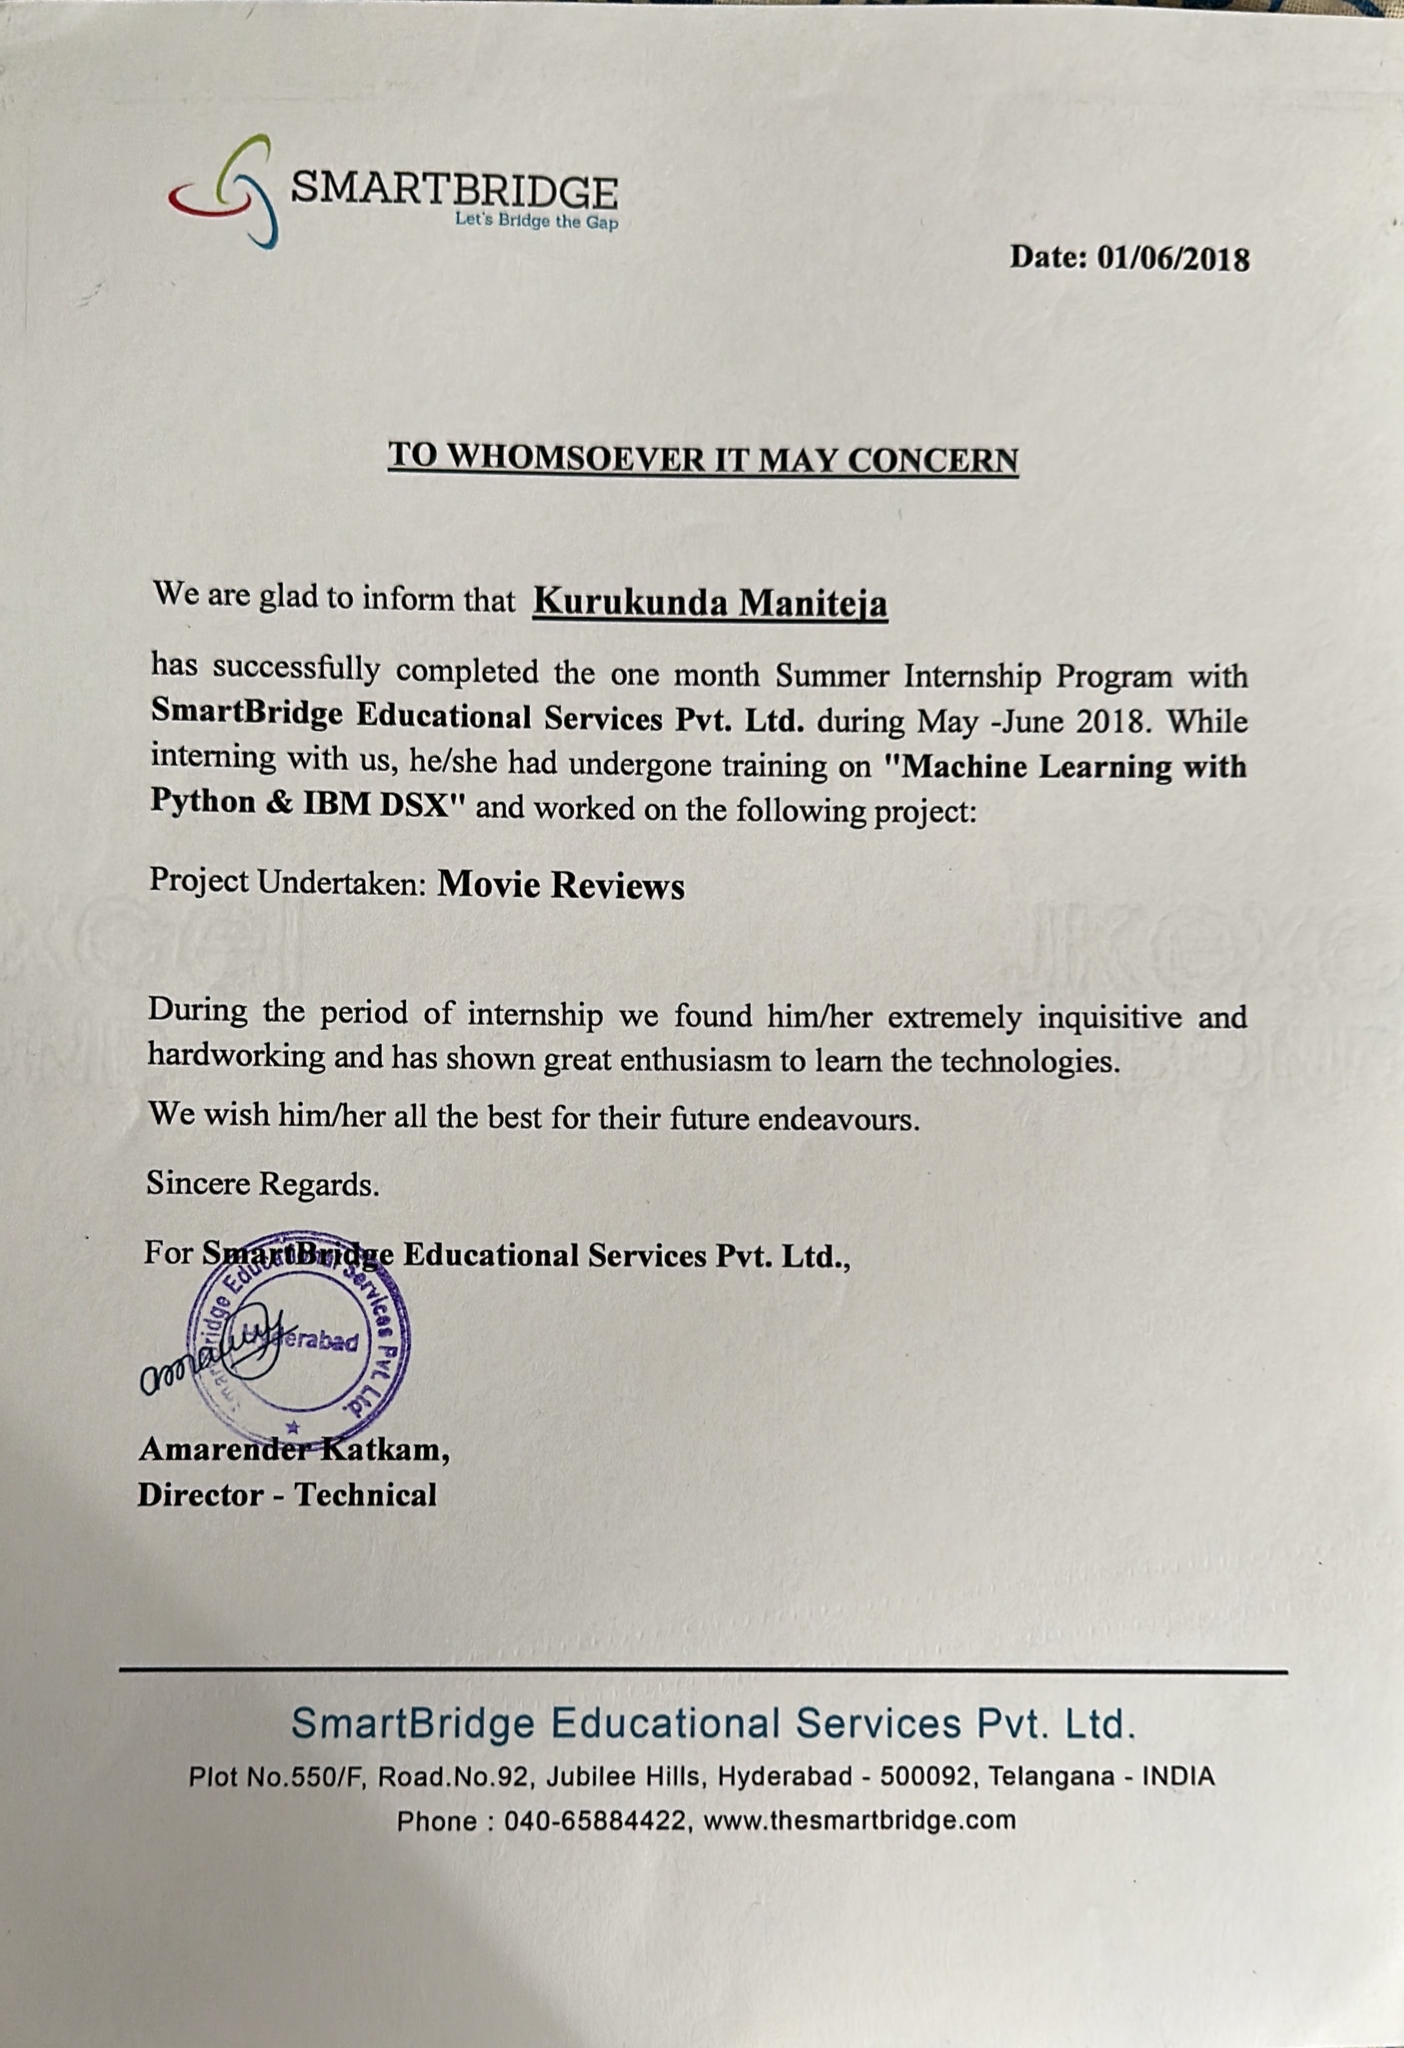 SMARTBRIDGE
Let's Bridge the Gap
Date: 01/06/2018
TO WHOMSOEVER IT MAY CONCERN
We are glad to inform that Kurukunda Maniteja
has successfully completed the one month Summer Internship Program with
SmartBridge Educational Services Pvt. Ltd. during May -June 2018. While
interning with us, he/she had undergone training on "Machine Learning with
Python & IBM DSX" and worked on the following project:
Project Undertaken: Movie Reviews
During the period of internship we found him/her extremely inquisitive and
hardworking and has shown great enthusiasm to learn the technologies.
We wish him/her all the best for their future endeavours.
Sincere Regards.
For SmartBridge Educational Services Pvt. Ltd.,
SmartBridge Educational Services Pvt. Ltd.
Hyderabad
Amarender Katkam,
Director - Technical
SmartBridge Educational Services Pvt. Ltd.
Plot No.550/F, Road.No.92, Jubilee Hills, Hyderabad - 500092, Telangana - INDIA
Phone : 040-65884422, www.thesmartbridge.com